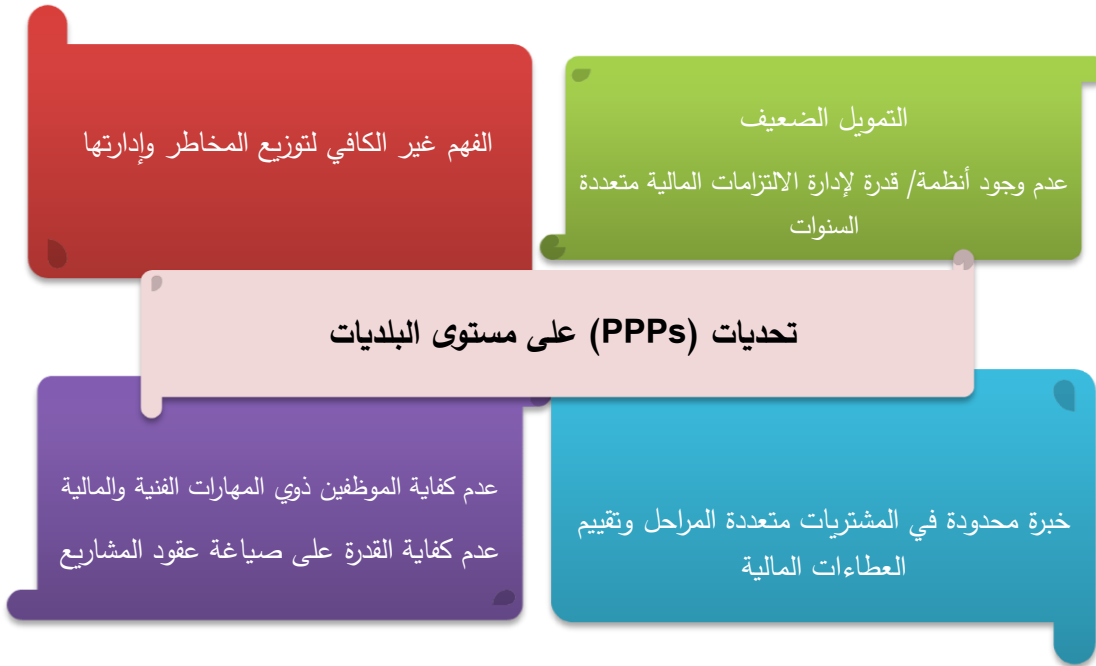 التمويل الضعيف
عدم وجود أنظمة/ قدرة لإدارة الالتزامات المالية متعددة
السنوات
الفهم غير الكافي لتوزيع المخاطر وإدارتها
تحديات (PPPs) على مستوى البلديات
خبرة محدودة في المشتريات متعددة المراحل وتقييم
العطاءات المالية
عدم كفاية الموظفين ذوي المهارات الفنية والمالية
عدم كفاية القدرة على صياغة عقود المشاريع